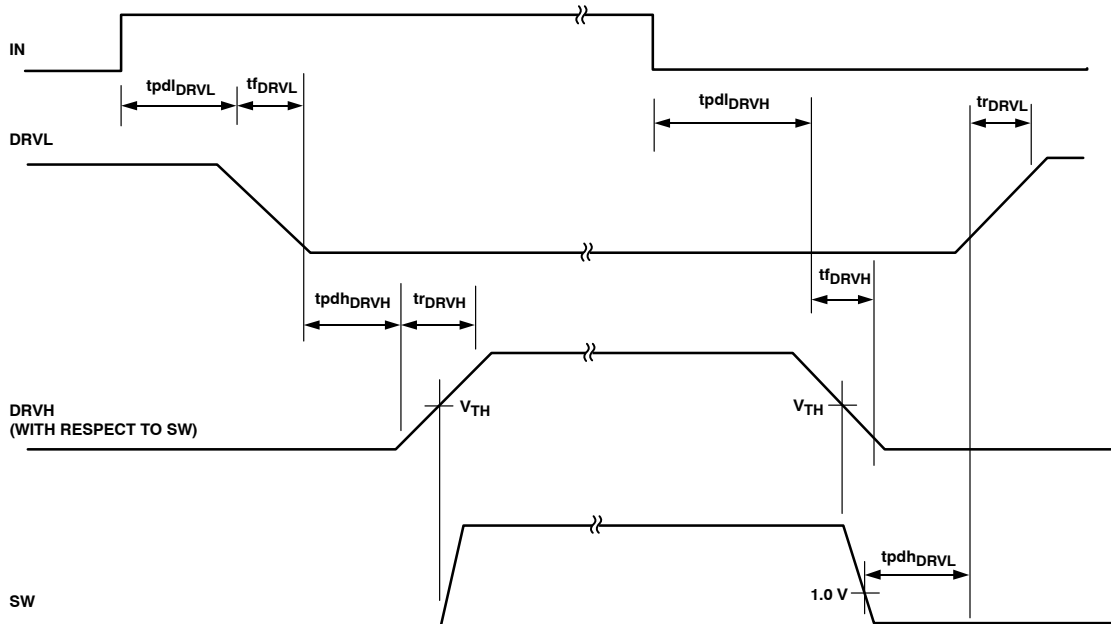 IN
tpdlDRVL
tfDRVL
tpdlDRVH
trDRVL
DRVL
tpdhDRVH
trDRVH
tfDRVH
DRVH
(WITH RESPECT TO SW)
VTH
VTH
tpdhDRVL
1.0 V
SW